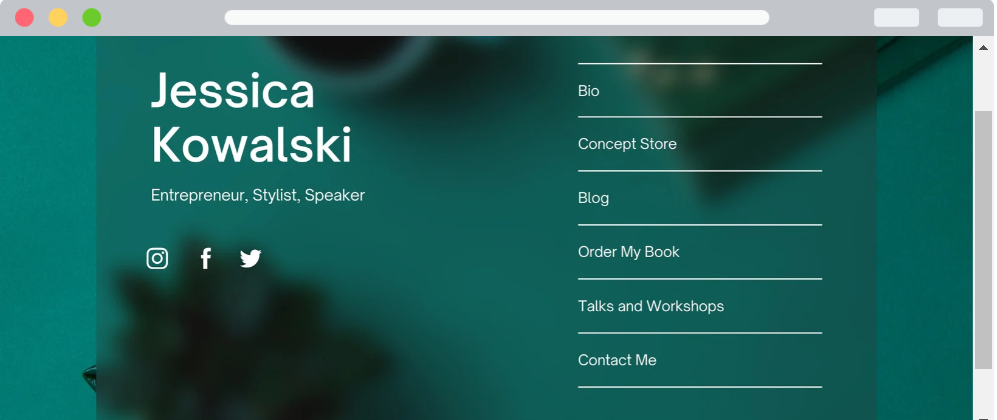 Jessica
Kowalski
Entrepreneur, Stylist, Speaker
Bio
Concept Store
Blog
Order My Book
Talks and Workshops
Contact Me